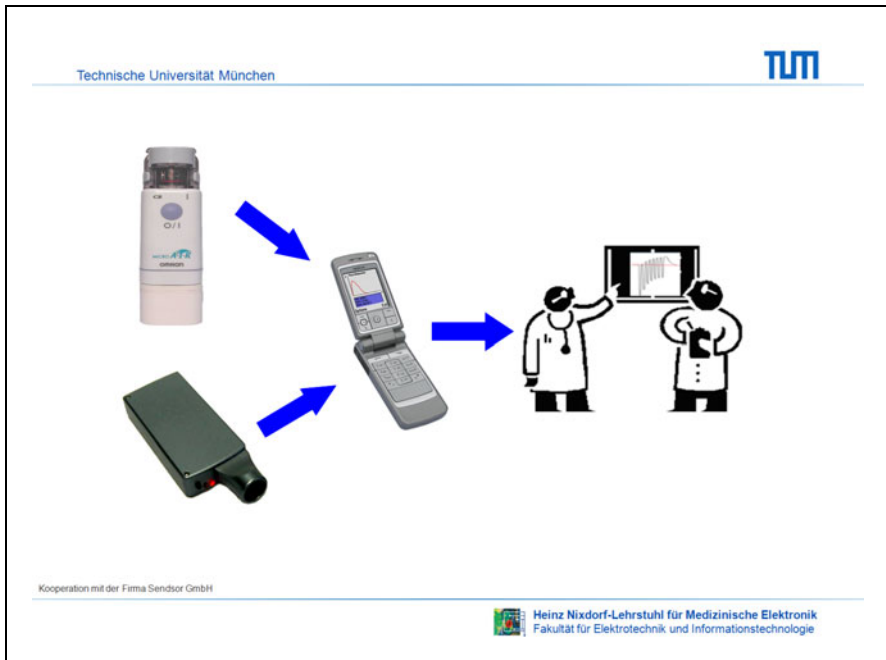 Technische Universität München
TUM
O / I
OMRON
Kooperation mit der Firma Sendsor GmbH
Heinz Nixdorf-Lehrstuhl für Medizinische Elektronik
Fakultät für Elektrotechnik und Informationstechnologie